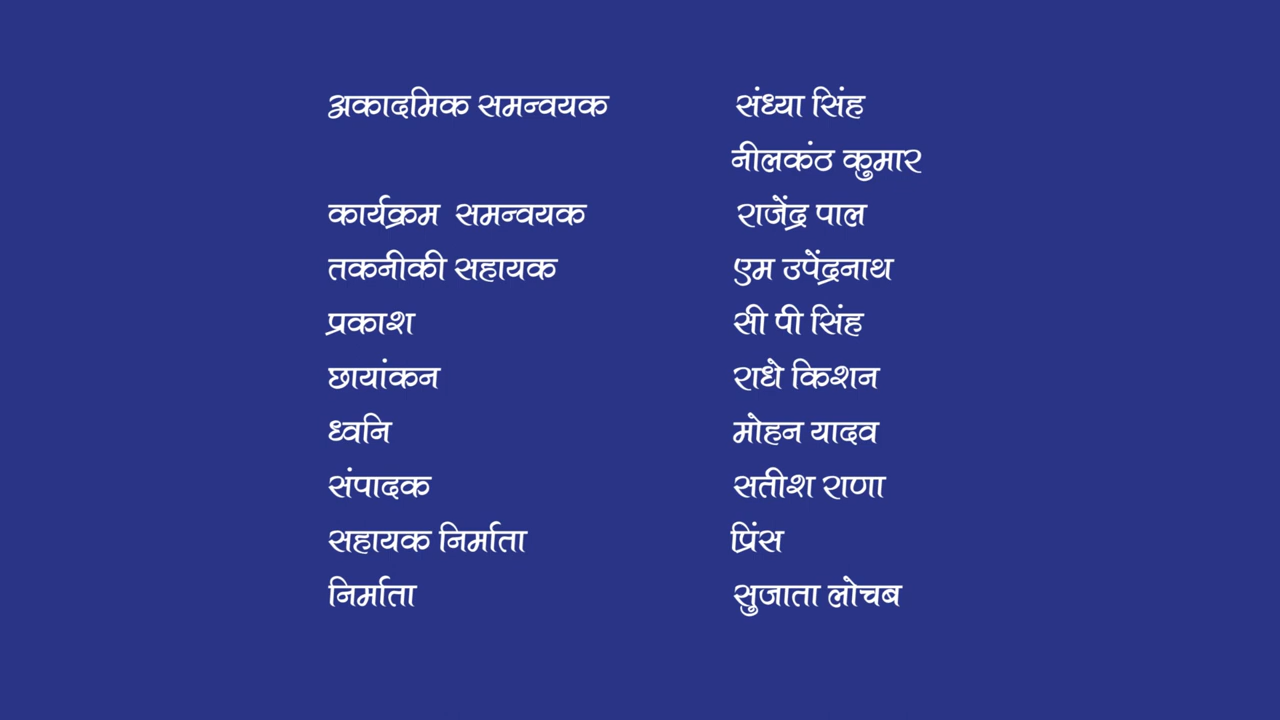 अकादमिक समन्वयक संध्या सिंह
नीलकंठ कुमार
कार्यक्रम समन्वयक राजेंद्र पाल
तकनीकी सहायक एम उपेंद्रनाथ
प्रकाश सी पी सिंह
छायांकन राधे किशन
ध्वनि मोहन यादव
संपादक सतीश राणा
सहायक निर्माता प्रिंस
निर्माता सुजाता लोचब